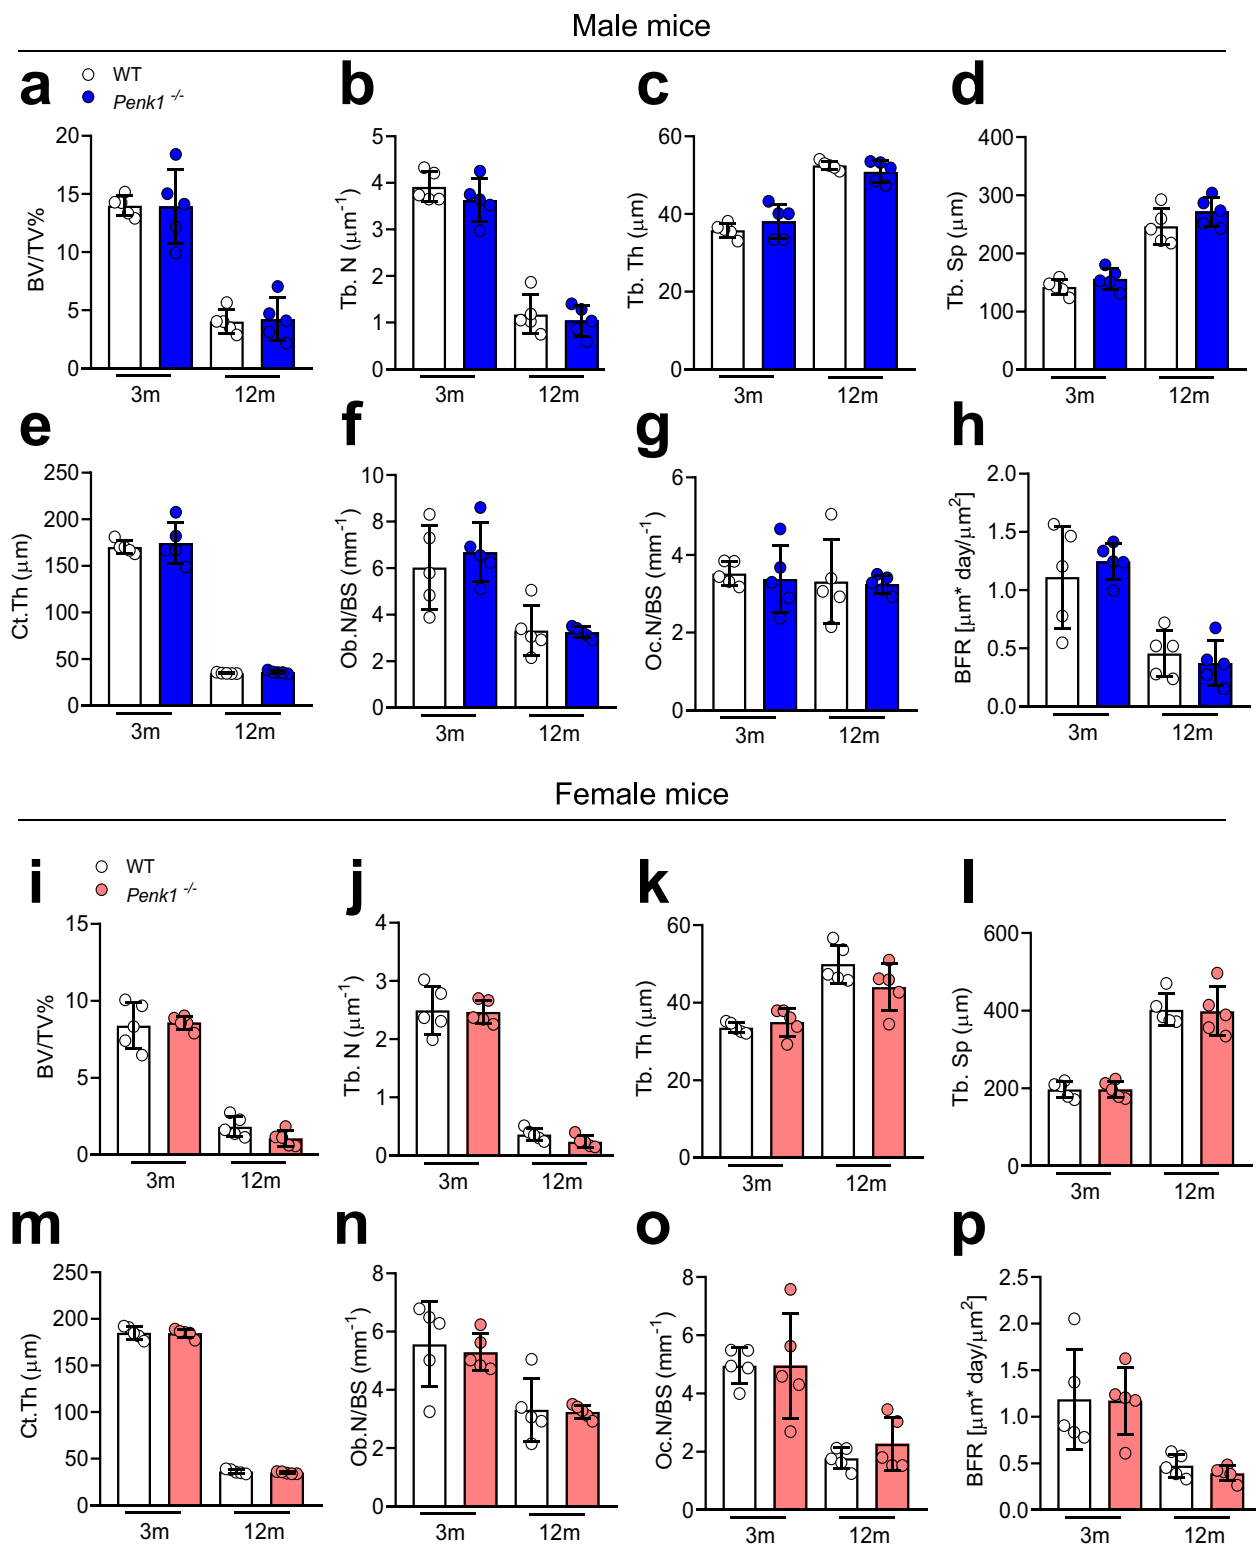 Male mice
a
WT
Penk1 -/-
BV/TV%
20
15
10
5
0
3m
12m
b
Tb. N (μm-1)
5
4
3
2
1
0
3m
12m
c
Tb. Th (μm)
60
40
20
0
3m
12m
d
Tb. Sp (μm)
400
300
200
100
0
3m
12m
e
Ct.Th (μm)
250
200
150
100
50
0
3m
12m
f
Ob.N/BS (mm-1)
10
8
6
4
2
0
3m
12m
g
Oc.N/BS (mm-1)
6
4
2
0
3m
12m
h
BFR [μm* day/μm2]
2.0
1.5
1.0
0.5
0.0
3m
12m
Female mice
i
WT
Penk1 -/-
BV/TV%
15
10
5
0
3m
12m
j
Tb. N (μm-1)
4
3
2
1
0
3m
12m
k
Tb. Th (μm)
60
40
20
0
3m
12m
l
Tb. Sp (μm)
600
400
200
0
3m
12m
m
Ct.Th (μm)
250
200
150
100
50
0
3m
12m
n
Ob.N/BS (mm-1)
8
6
4
2
0
3m
12m
o
Oc.N/BS (mm-1)
8
6
4
2
0
3m
12m
p
BFR [μm* day/μm2]
2.5
2.0
1.5
1.0
0.5
0.0
3m
12m